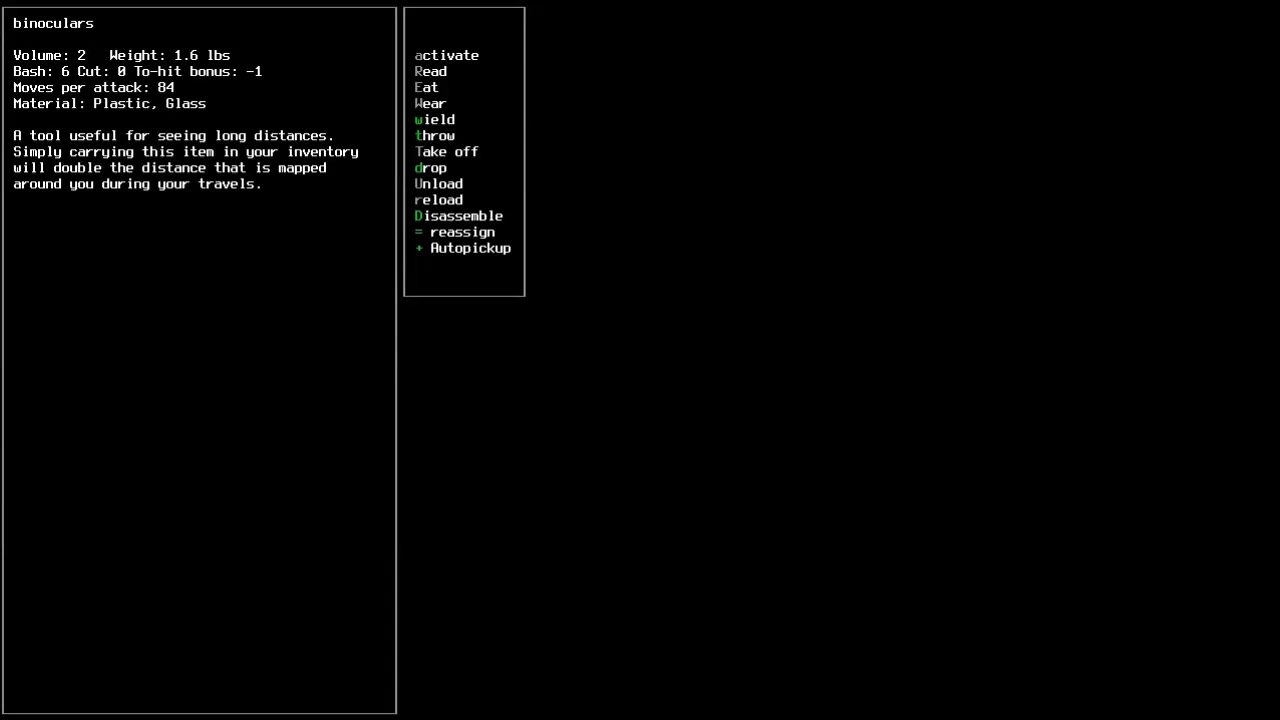 binoculars
Volume: 2 Weight: 1.6 lbs
Bash: 6 Cut: 0 To-hit bonus: -1
Moves per attack: 84
Material: Plastic, Glass
A tool useful for seeing long distances.
Simply carrying this item in your inventory
will double the distance that is mapped
around you during your travels.
activate
Read
Eat
Wear
wield
throw
Take off
drop
Unload
reload
Disassemble
= reassign
+ Autopickup